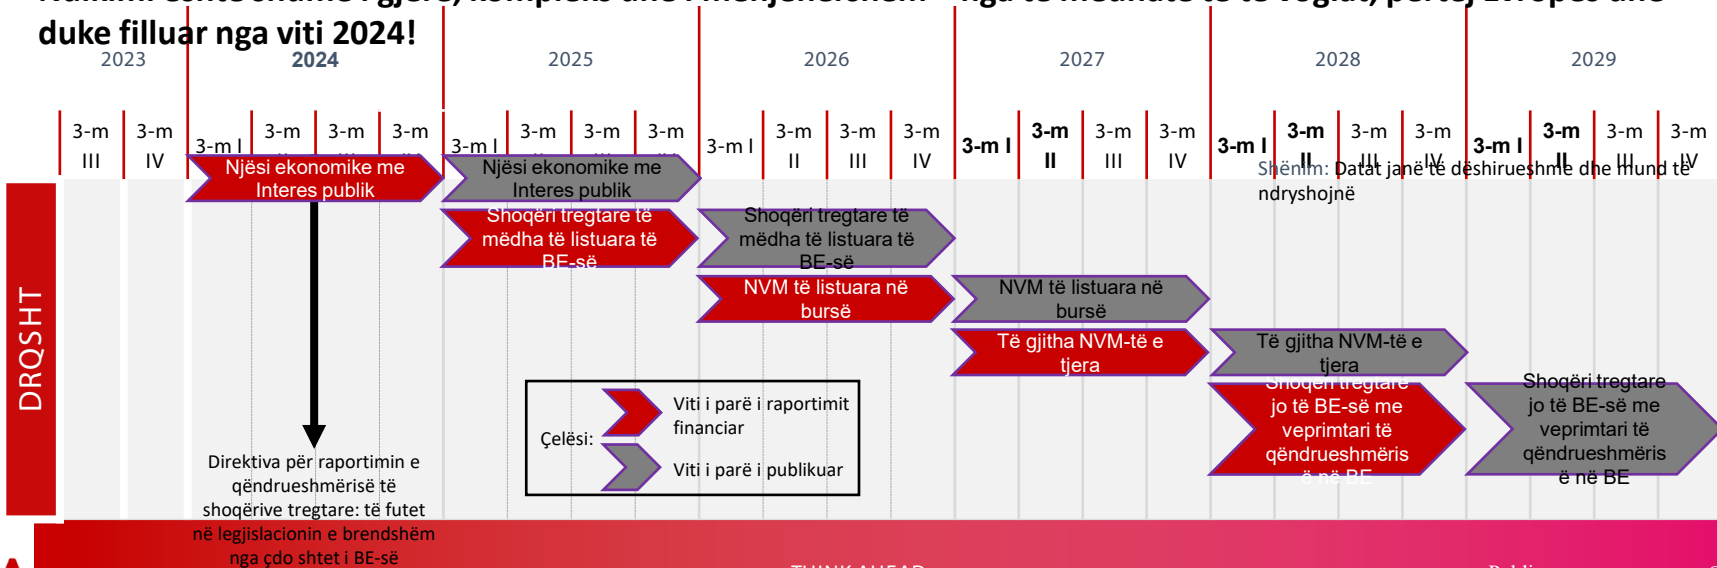 duke filluar nga viti 2024!
2023
2024
2025
2026
2027
2028
2029
3-m III
3-m IV
3-m I
3-m
3-m
3-m
3-m I
3-m
3-m
3-m
3-m I
3-m II
3-m III
3-m IV
3-m I
3-m II
3-m III
3-m IV
3-m I
3-m II
3-m III
3-m IV
3-m I
3-m II
3-m III
3-m IV
Shënim: Datat janë të dëshirueshme dhe mund të
ndryshojnë
Njësi ekonomike me
Interes publik
Njësi ekonomike me
Interes publik
Shoqëri tregtare të
mëdha të listuara të
BE-së
Shoqëri tregtare të
mëdha të listuara të
BE-së
NVM të listuara në
bursë
NVM të listuara në
bursë
Të gjitha NVM-të e
tjera
Të gjitha NVM-të e
tjera
Shoqëri tregtare
jo të BE-së me
veprimtari të
qëndrueshmëris
ë në BE
Shoqëri tregtare
jo të BE-së me
veprimtari të
qëndrueshmëris
ë në BE
DRQSHT
Çelësi:
Viti i parë i raportimit
financiar
Viti i parë i publikuar
Direktiva për raportimin e
qëndrueshmërisë të
shoqërive tregtare: të futet
në legjislacionin e brendshëm
nga çdo shtet i BE-së
THINK AHEAD